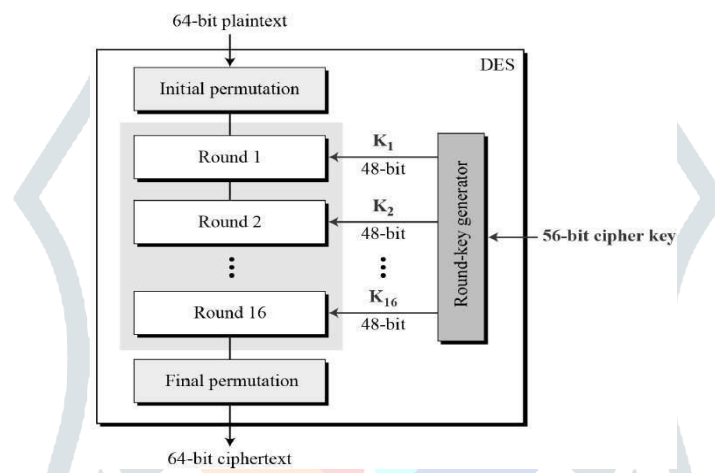 64-bit plaintext
DES
Initial permutation
Round 1
K1
48-bit
Round 2
K2
48-bit
Round-key generator
56-bit cipher key
Round 16
K16
48-bit
Final permutation
64-bit ciphertext